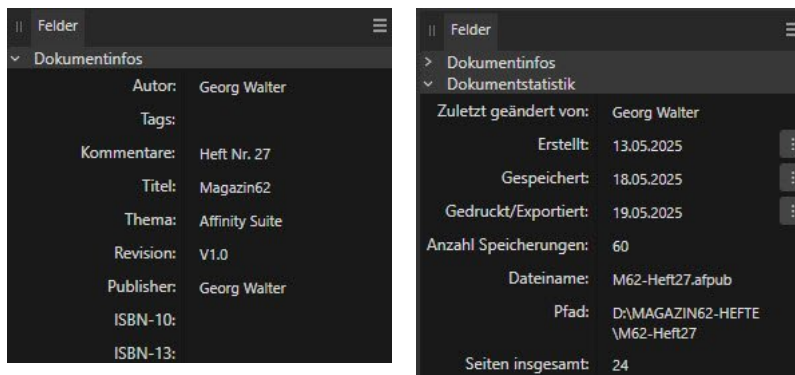 Felder
Dokumentinfos
Autor: Georg Walter
Tags:
Kommentare: Heft Nr. 27
Titel: Magazin62
Thema: Affinity Suite
Revision: V1.0
Publisher: Georg Walter
ISBN-10:
ISBN-13:
Felder
Dokumentinfos
Dokumentstatistik
Zuletzt geändert von: Georg Walter
Erstellt: 13.05.2025
Gespeichert: 18.05.2025
Gedruckt/Exportiert: 19.05.2025
Anzahl Speicherungen: 60
Dateiname: M62-Heft27.afpub
Pfad: D:\MAGAZIN62-HEFTE
\M62-Heft27
Seiten insgesamt: 24